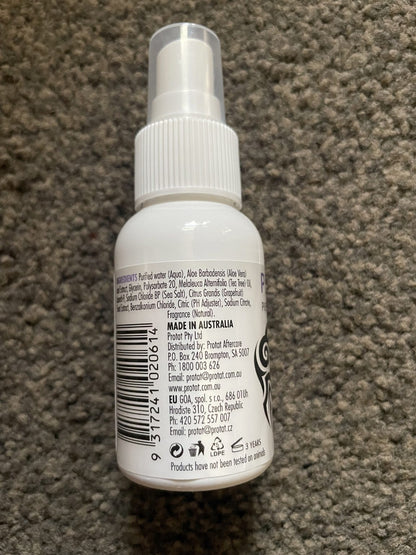 INGREDIENTS Purified water (Aqua), Aloe Barbadensis (Aloe Vera)
Extract, Glycerin, Polysorbate 20, Melaleuca Alternifolia (Tea Tree) Oil,
Sodium Chloride BP (Sea Salt), Citrus Grandis (Grapefruit)
Extract, Benzalkonium Chloride, Citric (PH Adjuster), Sodium Citrate,
Fragrance (Natural).
MADE IN AUSTRALIA
Protat Pty Ltd
Distributed by: Protat Aftercare
P.O. Box 240 Brompton, SA 5007
Ph: 1800 003 626
Email: protat@protat.com.au
www.protat.com.au
EU GOA, spol. s r.o., 686 01Uh.
Hrodiste 310, Czech Republic
Ph: 420 572 557 007
Email: protat@protat.cz
LDPE
3 YEARS
Products have not been tested on animals
9 317241 020614
P